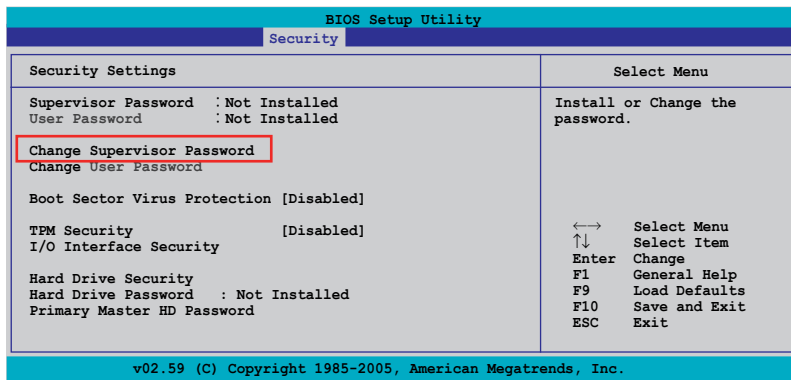 BIOS Setup Utility
Security
Security Settings
Supervisor Password : Not Installed
User Password : Not Installed
Change Supervisor Password
Change User Password
Boot Sector Virus Protection [Disabled]
TPM Security [Disabled]
I/O Interface Security
Hard Drive Security
Hard Drive Password : Not Installed
Primary Master HD Password
Select Menu
Install or Change the
password.
←→ Select Menu
↑↓ Select Item
Enter Change
F1 General Help
F9 Load Defaults
F10 Save and Exit
ESC Exit
v02.59 (C) Copyright 1985-2005, American Megatrends, Inc.